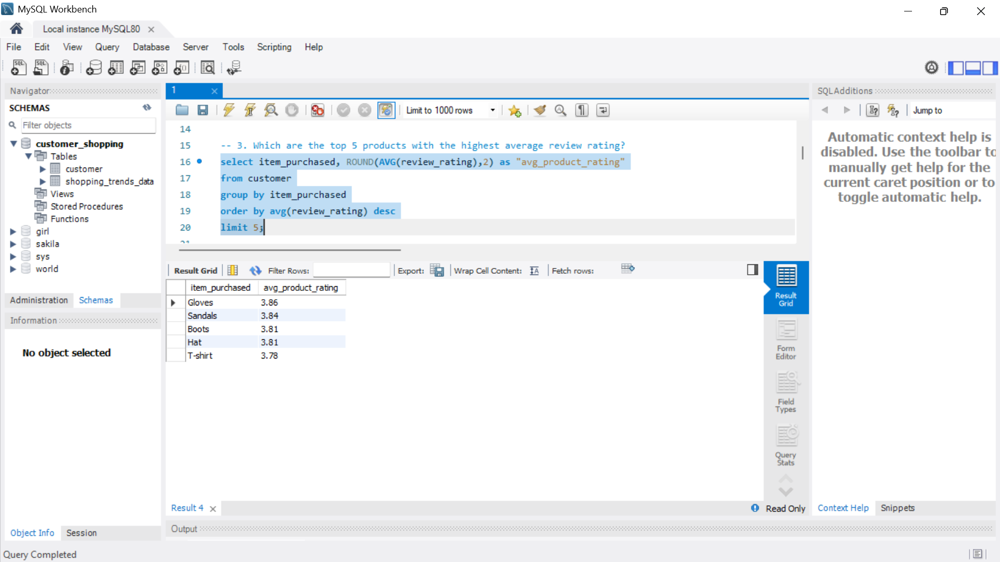 MySQL Workbench
Local instance MySQL80
File Edit View Query Database Server Tools Scripting Help
Navigator
SCHEMAS
Filter objects
customer_shopping
Tables
customer
shopping_trends_data
Views
Stored Procedures
Functions
girl
sakila
sys
world
Administration Schemas
Information
No object selected
Object Info Session
1
Limit to 1000 rows
14
15 -- 3. Which are the top 5 products with the highest average review rating?
16 select item_purchased, ROUND(AVG(review_rating),2) as "avg_product_rating"
17 from customer
18 group by item_purchased
19 order by avg(review_rating) desc
20 limit 5;
21
Result Grid Filter Rows: Export: Wrap Cell Content: Fetch rows:
item_purchased avg_product_rating
Gloves 3.86
Sandals 3.84
Boots 3.81
Hat 3.81
T-shirt 3.78
Result Grid
Form Editor
Field Types
Query Stats
Result 4
Read Only
Output
SQLAdditions
Jump to
Automatic context help is
disabled. Use the toolbar to
manually get help for the
current caret position or to
toggle automatic help.
Context Help Snippets
Query Completed